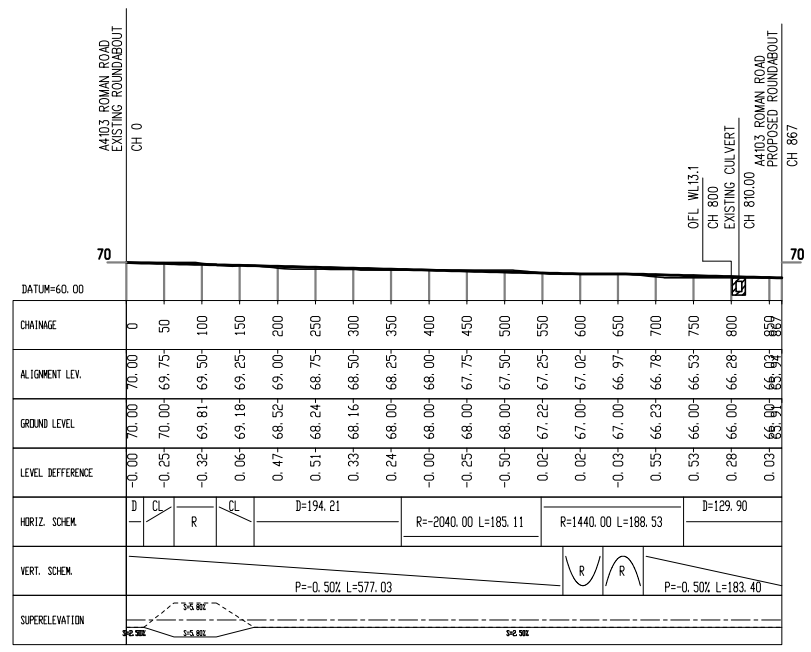 A4103 ROMAN ROAD
EXISTING ROUNDABOUT
CH 0
OFL WL13.1
CH 800
EXISTING CULVERT
CH 810.00
A4103 ROMAN ROAD
PROPOSED ROUNDABOUT
CH 867
70
70
DATUM=60.00
CHAINAGE 0 50 100 150 200 250 300 350 400 450 500 550 600 650 700 750 800 850 867
ALIGNMENT LEV. 70.00 69.75 69.50 69.25 69.00 68.75 68.50 68.25 68.00 67.75 67.50 67.25 67.02 66.97 66.78 66.53 66.28 66.03 65.94
GROUND LEVEL 70.00 70.00 69.81 69.18 68.52 68.24 68.16 68.00 68.00 68.00 68.00 67.22 67.00 67.00 66.23 66.00 66.00 66.00 65.91
LEVEL DEFFERENCE -0.00 -0.25 -0.32 0.06 0.47 0.51 0.33 0.24 -0.00 -0.25 -0.50 0.02 0.02 -0.03 0.55 0.53 0.28 0.03
HORIZ. SCHEM. D CL R CL D=194.21 R=-2040.00 L=185.11 R=1440.00 L=188.53 D=129.90
VERT. SCHEM. P=-0.50% L=577.03 R R P=-0.50% L=183.40
SUPERELEVATION S=2.50% S=5.80% S=5.80% S=2.50%